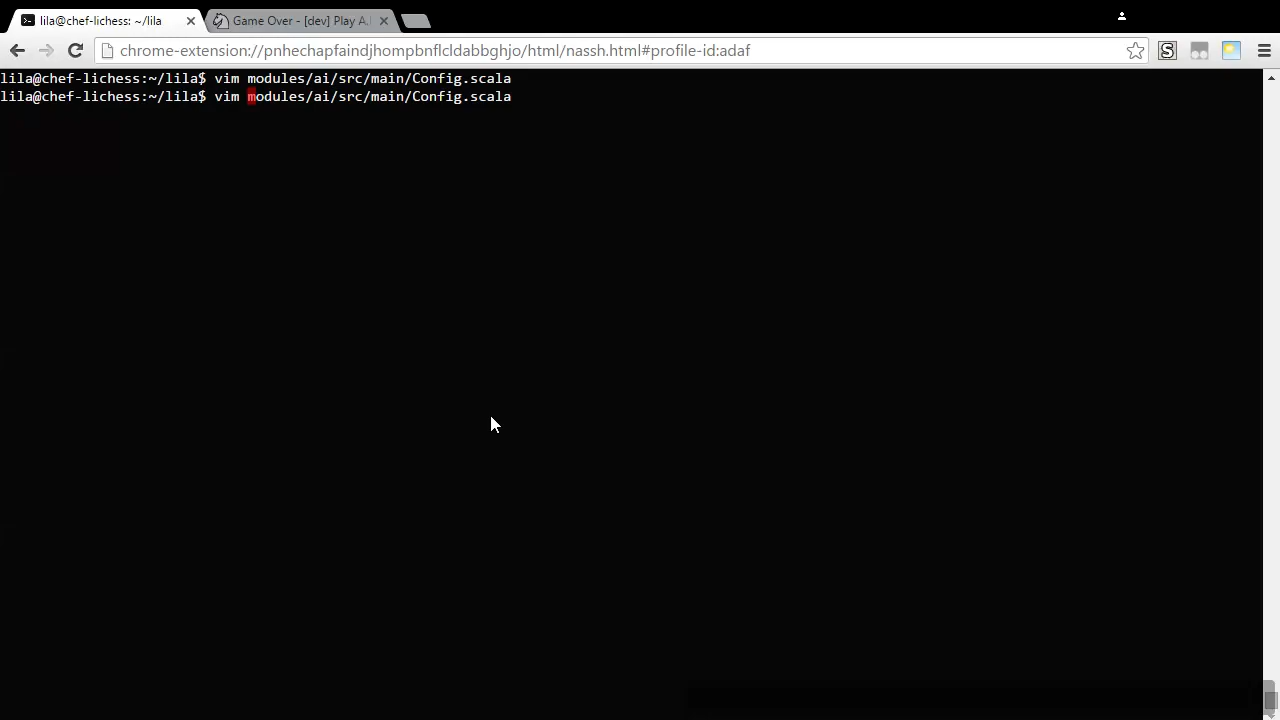 lila@chef-lichess: ~/lila
Game Over - [dev] Play A.
chrome-extension://pnhechapfaindjhompbnflcldabbghjo/html/nassh.html#profile-id:adaf
S
lila@chef-lichess:~/lila$ vim modules/ai/src/main/Config.scala
lila@chef-lichess:~/lila$ vim modules/ai/src/main/Config.scala